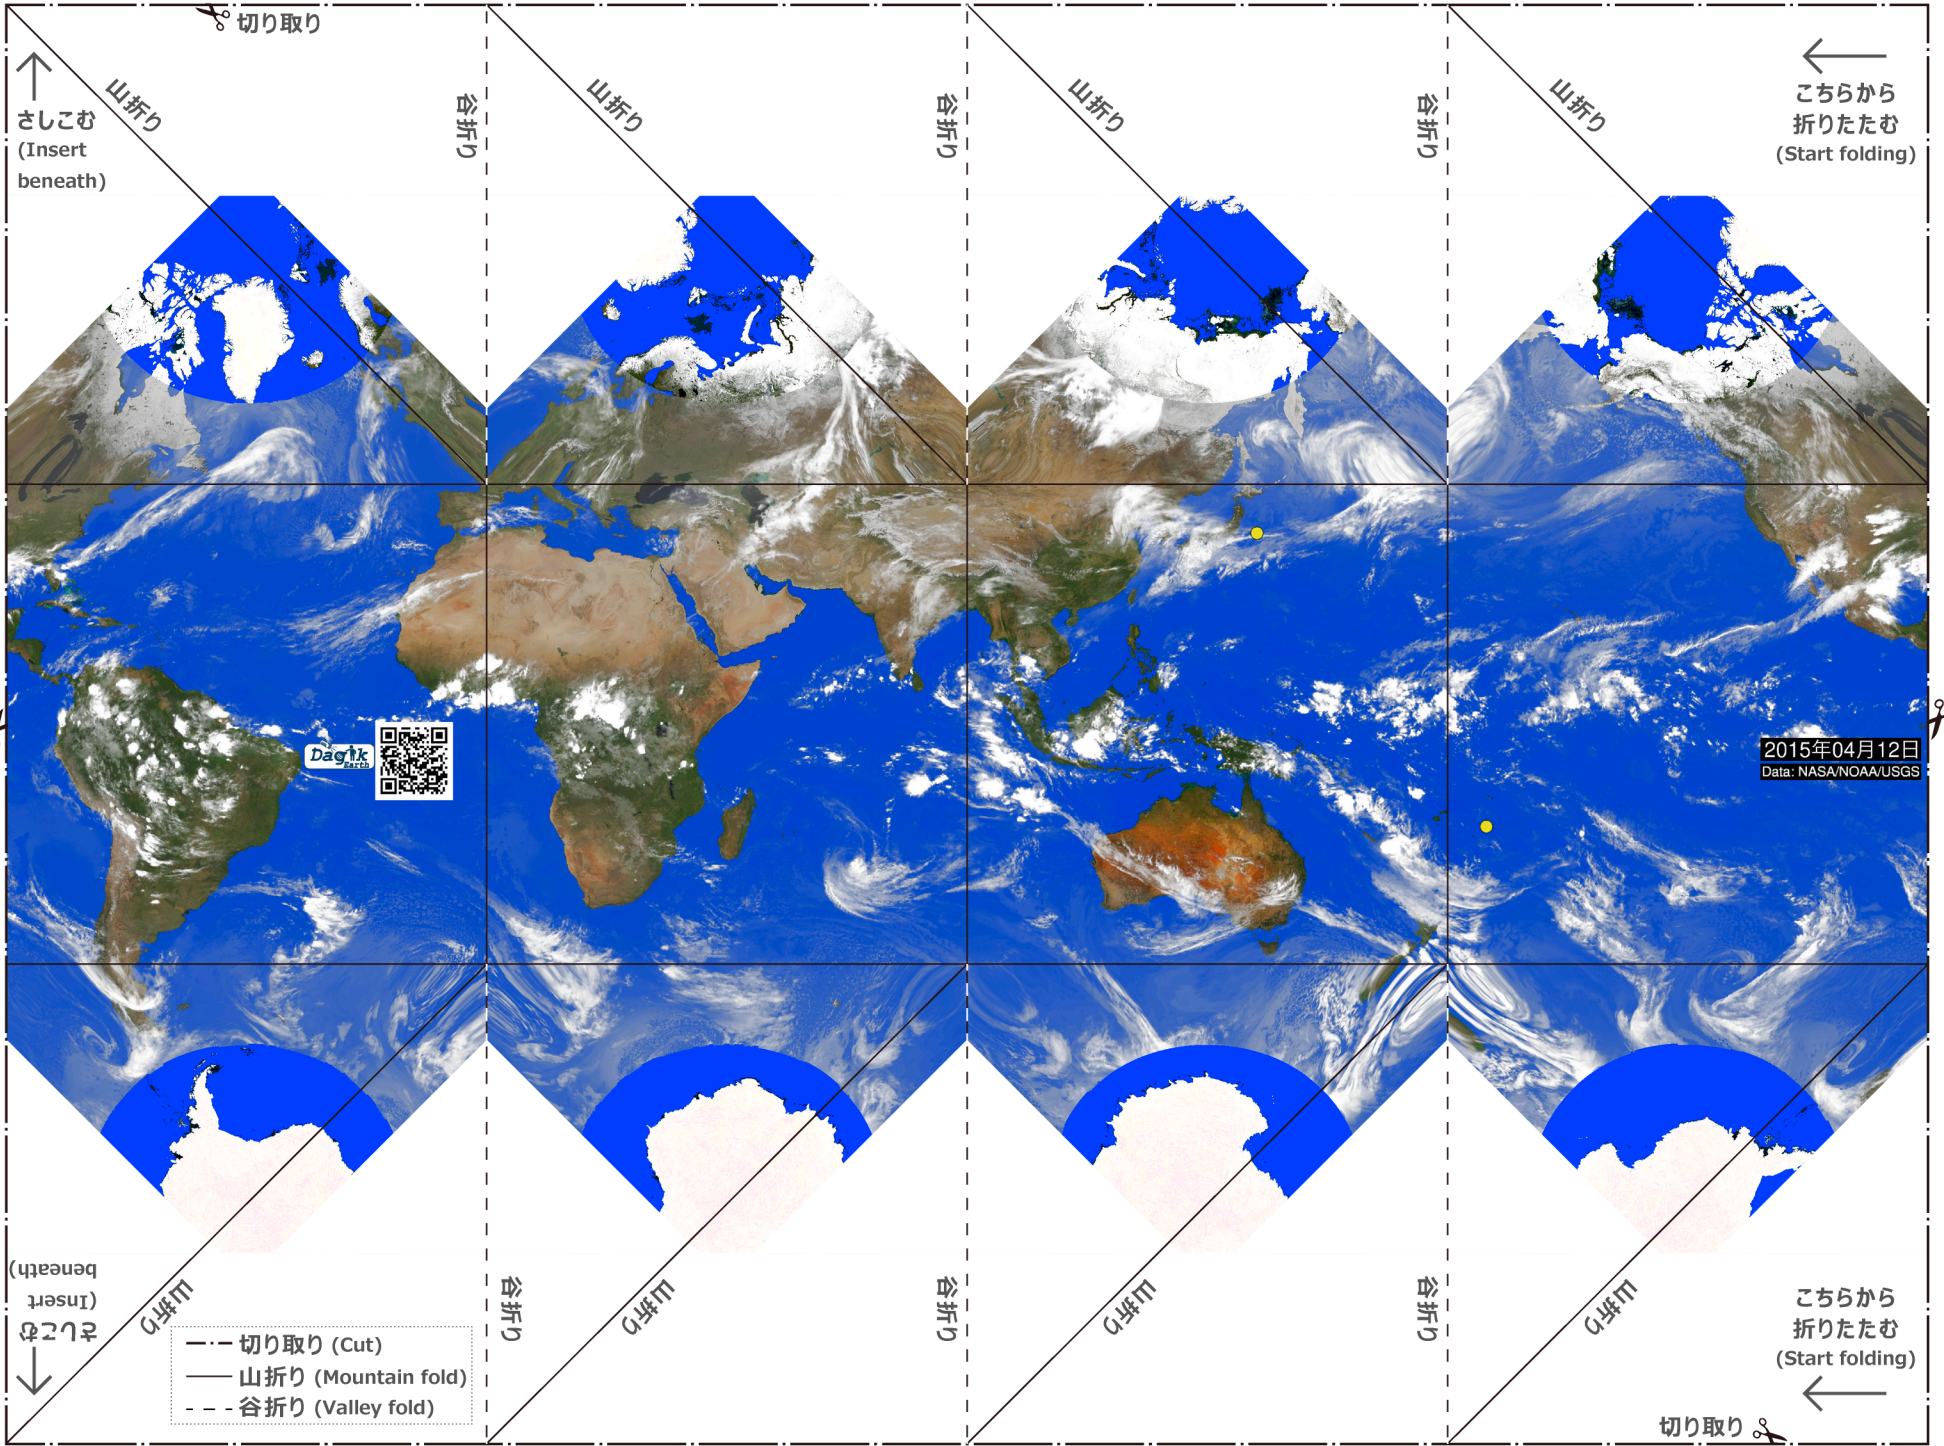 切り取り
山折り
谷折り
山折り
谷折り
山折り
谷折り
山折り
さしこむ
(Insert
beneath)
こちらから
折りたたむ
(Start folding)
Dagik
Earth
2015年04月12日
Data: NASA/NOAA/USGS
さしこむ
(Insert
beneath)
山折り
谷折り
山折り
谷折り
山折り
谷折り
山折り
切り取り (Cut)
山折り (Mountain fold)
谷折り (Valley fold)
こちらから
折りたたむ
(Start folding)
切り取り